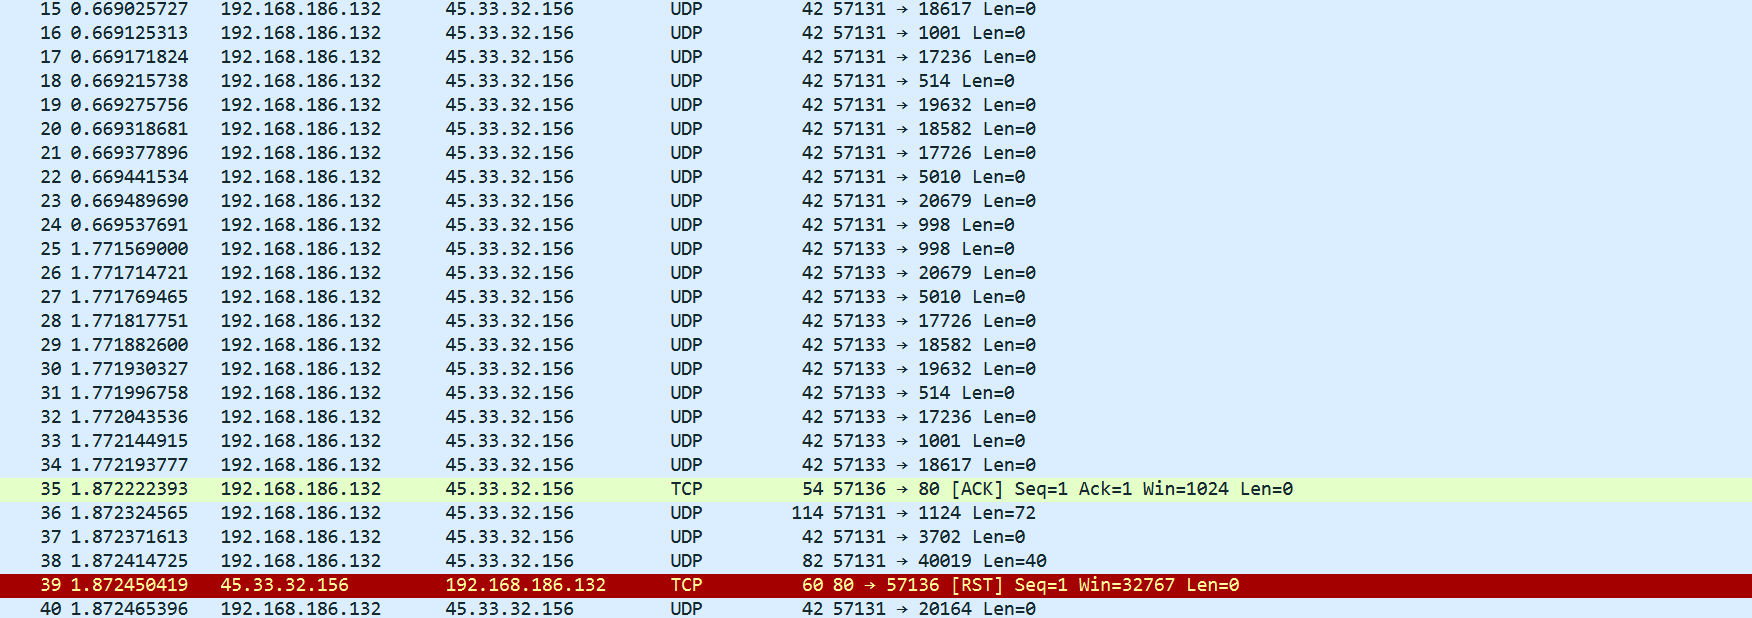 15 0.669025727 192.168.186.132 45.33.32.156 UDP 42 57131 → 18617 Len=0
16 0.669125313 192.168.186.132 45.33.32.156 UDP 42 57131 → 1001 Len=0
17 0.669171824 192.168.186.132 45.33.32.156 UDP 42 57131 → 17236 Len=0
18 0.669215738 192.168.186.132 45.33.32.156 UDP 42 57131 → 514 Len=0
19 0.669275756 192.168.186.132 45.33.32.156 UDP 42 57131 → 19632 Len=0
20 0.669318681 192.168.186.132 45.33.32.156 UDP 42 57131 → 18582 Len=0
21 0.669377896 192.168.186.132 45.33.32.156 UDP 42 57131 → 17726 Len=0
22 0.669441534 192.168.186.132 45.33.32.156 UDP 42 57131 → 5010 Len=0
23 0.669489690 192.168.186.132 45.33.32.156 UDP 42 57131 → 20679 Len=0
24 0.669537691 192.168.186.132 45.33.32.156 UDP 42 57131 → 998 Len=0
25 1.771569000 192.168.186.132 45.33.32.156 UDP 42 57133 → 998 Len=0
26 1.771714721 192.168.186.132 45.33.32.156 UDP 42 57133 → 20679 Len=0
27 1.771769465 192.168.186.132 45.33.32.156 UDP 42 57133 → 5010 Len=0
28 1.771817751 192.168.186.132 45.33.32.156 UDP 42 57133 → 17726 Len=0
29 1.771882600 192.168.186.132 45.33.32.156 UDP 42 57133 → 18582 Len=0
30 1.771930327 192.168.186.132 45.33.32.156 UDP 42 57133 → 19632 Len=0
31 1.771996758 192.168.186.132 45.33.32.156 UDP 42 57133 → 514 Len=0
32 1.772043536 192.168.186.132 45.33.32.156 UDP 42 57133 → 17236 Len=0
33 1.772144915 192.168.186.132 45.33.32.156 UDP 42 57133 → 1001 Len=0
34 1.772193777 192.168.186.132 45.33.32.156 UDP 42 57133 → 18617 Len=0
35 1.872222393 192.168.186.132 45.33.32.156 TCP 54 57136 → 80 [ACK] Seq=1 Ack=1 Win=1024 Len=0
36 1.872324565 192.168.186.132 45.33.32.156 UDP 114 57131 → 1124 Len=72
37 1.872371613 192.168.186.132 45.33.32.156 UDP 42 57131 → 3702 Len=0
38 1.872414725 192.168.186.132 45.33.32.156 UDP 82 57131 → 40019 Len=40
39 1.872450419 45.33.32.156 192.168.186.132 TCP 60 80 → 57136 [RST] Seq=1 Win=32767 Len=0
40 1.872465396 192.168.186.132 45.33.32.156 UDP 42 57131 → 20164 Len=0